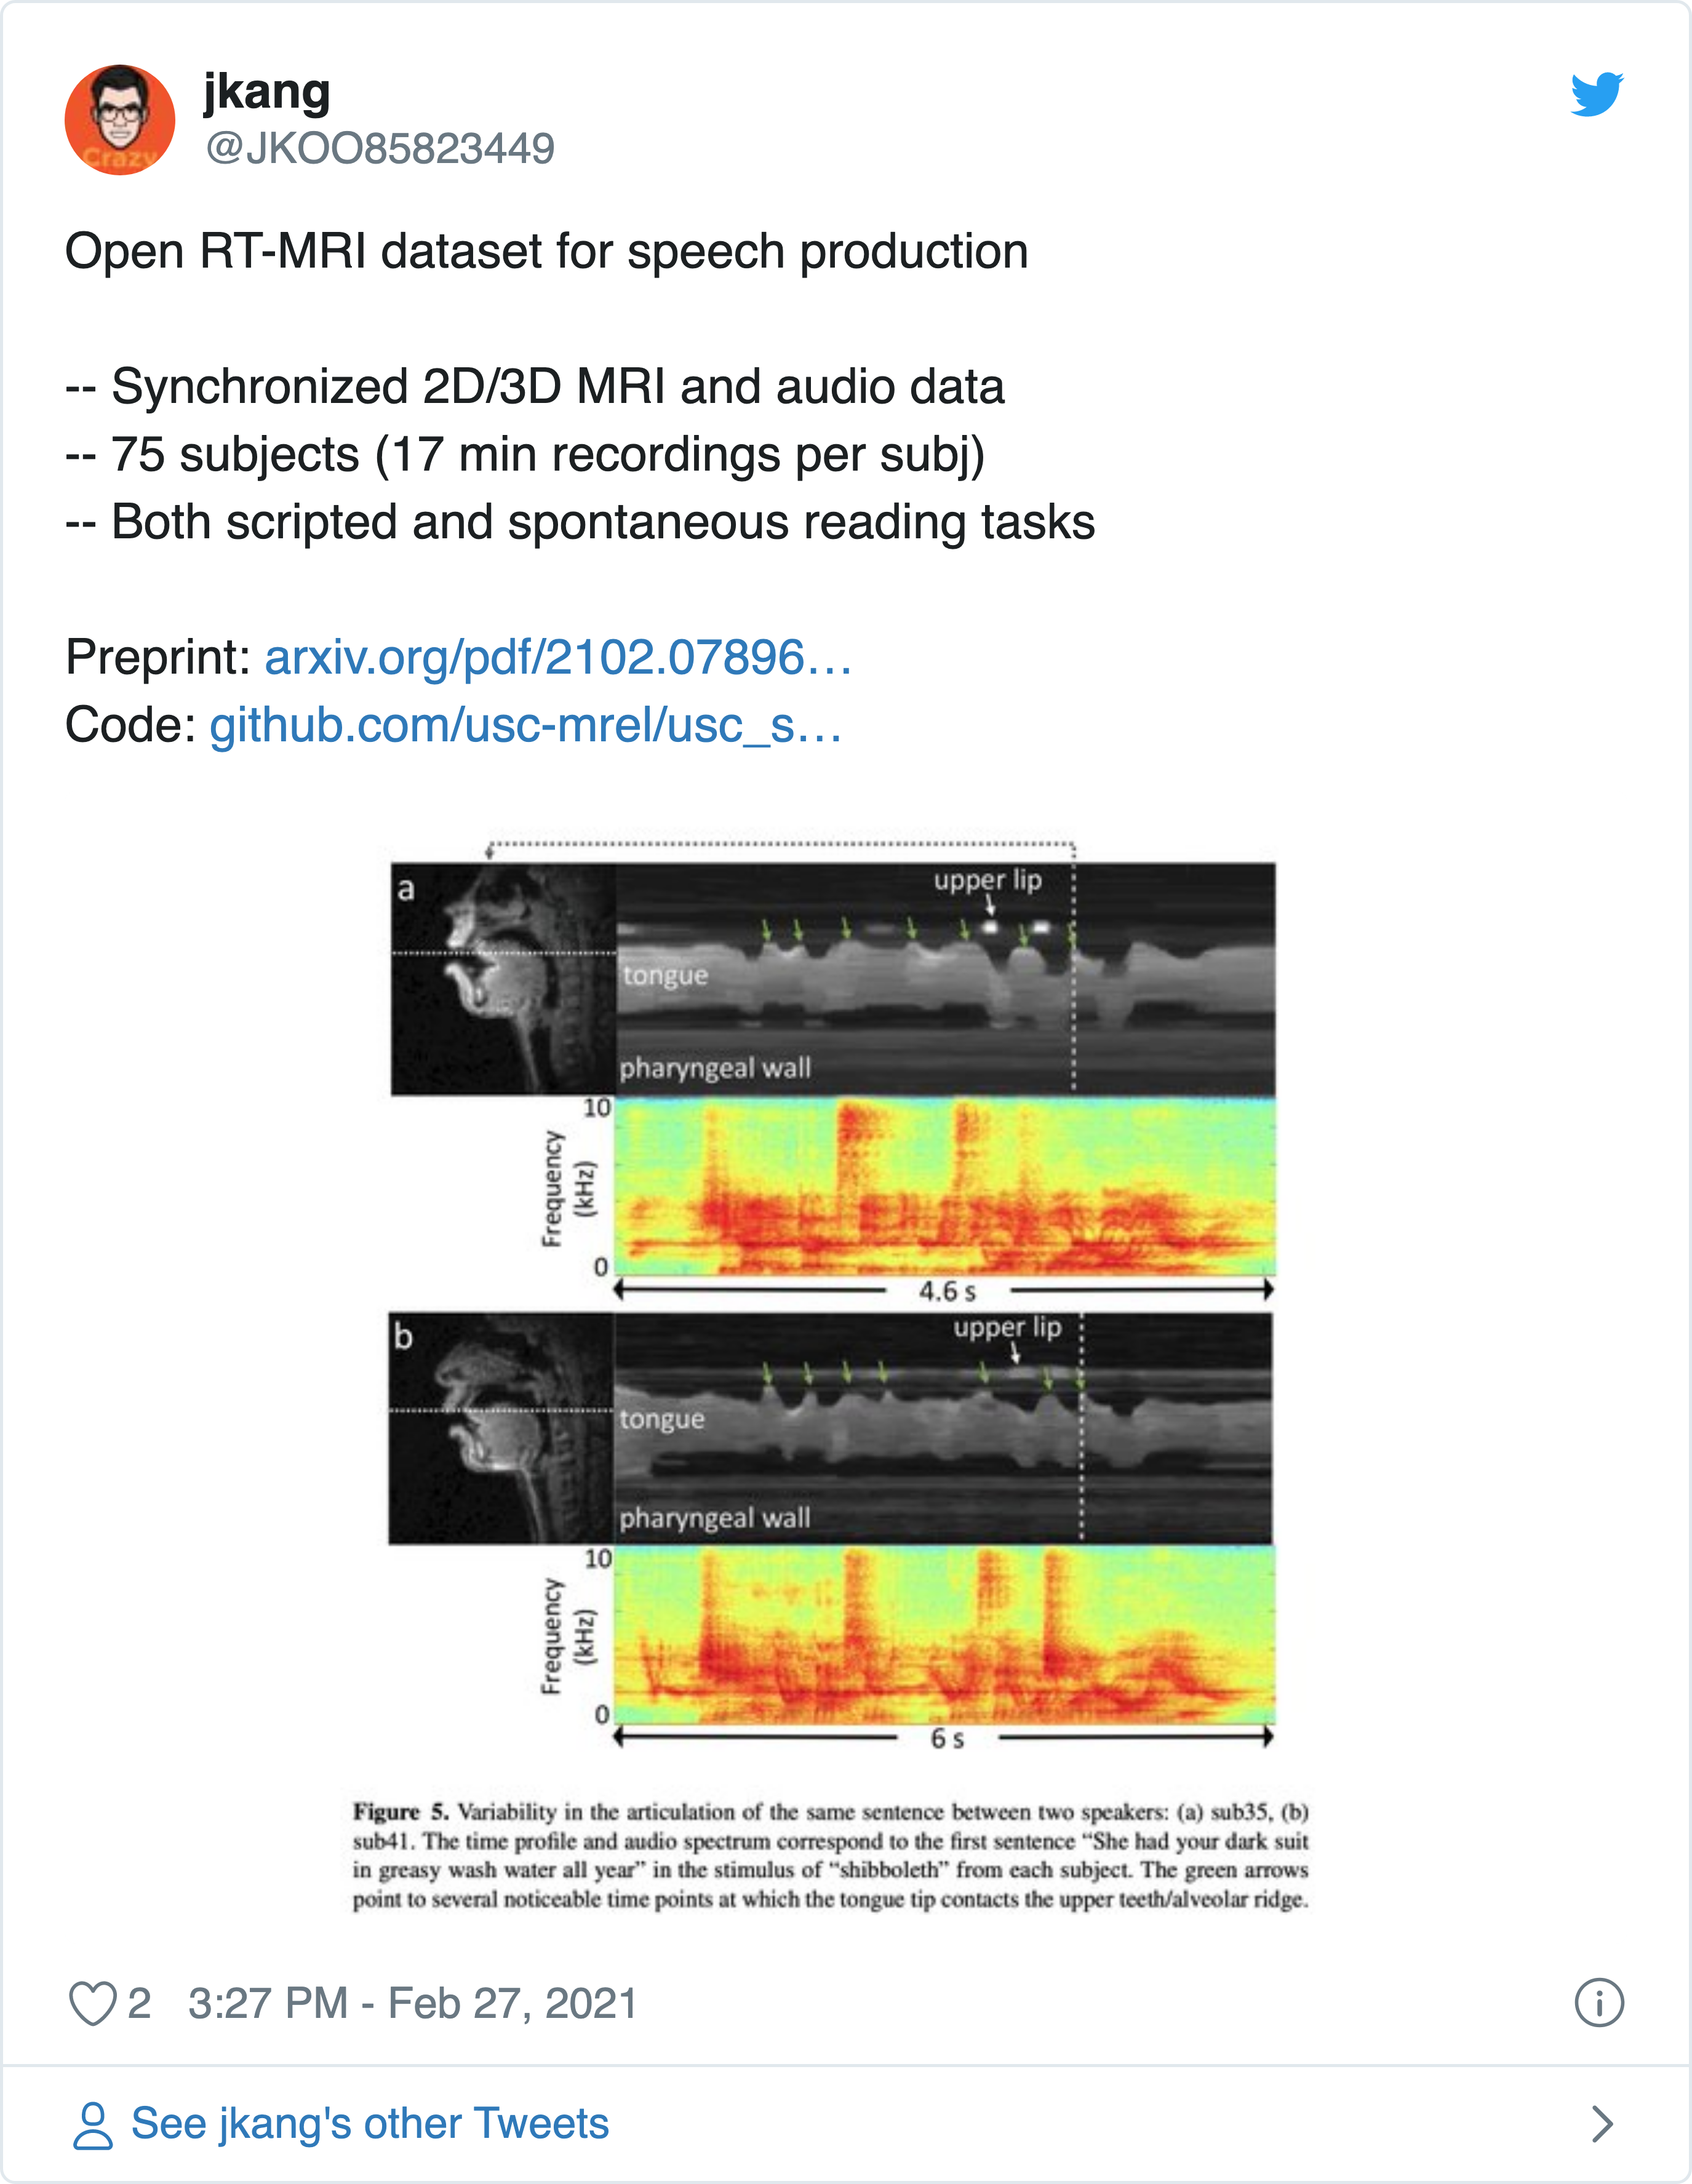 jkang
@JKOO85823449
Crazy
Open RT-MRI dataset for speech production
-- Synchronized 2D/3D MRI and audio data
-- 75 subjects (17 min recordings per subj)
-- Both scripted and spontaneous reading tasks
Preprint: arxiv.org/pdf/2102.07896…
Code: github.com/usc-mrel/usc_s…
a
upper lip
tongue
pharyngeal wall
10
Frequency
(kHz)
0
4.6 s
b
upper lip
tongue
pharyngeal wall
10
Frequency
(kHz)
0
6 s
Figure 5. Variability in the articulation of the same sentence between two speakers: (a) sub35, (b)
sub41. The time profile and audio spectrum correspond to the first sentence “She had your dark suit
in greasy wash water all year” in the stimulus of “shibboleth” from each subject. The green arrows
point to several noticeable time points at which the tongue tip contacts the upper teeth/alveolar ridge.
2 3:27 PM - Feb 27, 2021
See jkang's other Tweets